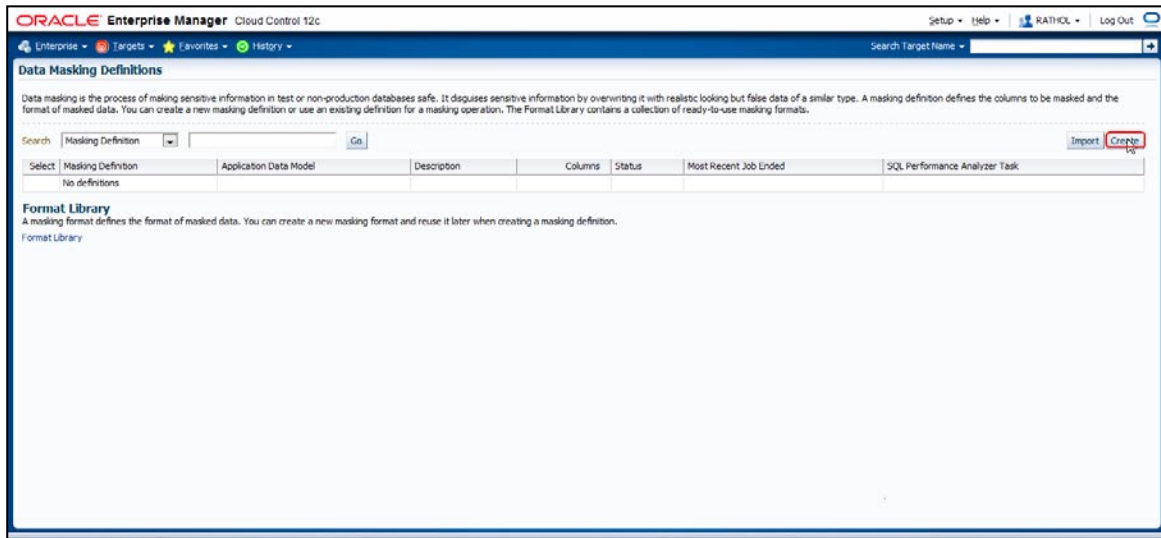 ORACLE Enterprise Manager Cloud Control 12c Setup Help RATHOL Log Out
Enterprise Targets Favorites History Search Target Name
Data Masking Definitions
Data masking is the process of making sensitive information in test or non-production databases safe. It disguises sensitive information by overwriting it with realistic looking but false data of a similar type. A masking definition defines the columns to be masked and the
format of masked data. You can create a new masking definition or use an existing definition for a masking operation. The Format Library contains a collection of ready-to-use masking formats.
Search Masking Definition Go Import Create
Select Masking Definition Application Data Model Description Columns Status Most Recent Job Ended SQL Performance Analyzer Task
No definitions
Format Library
A masking format defines the format of masked data. You can create a new masking format and reuse it later when creating a masking definition.
Format Library